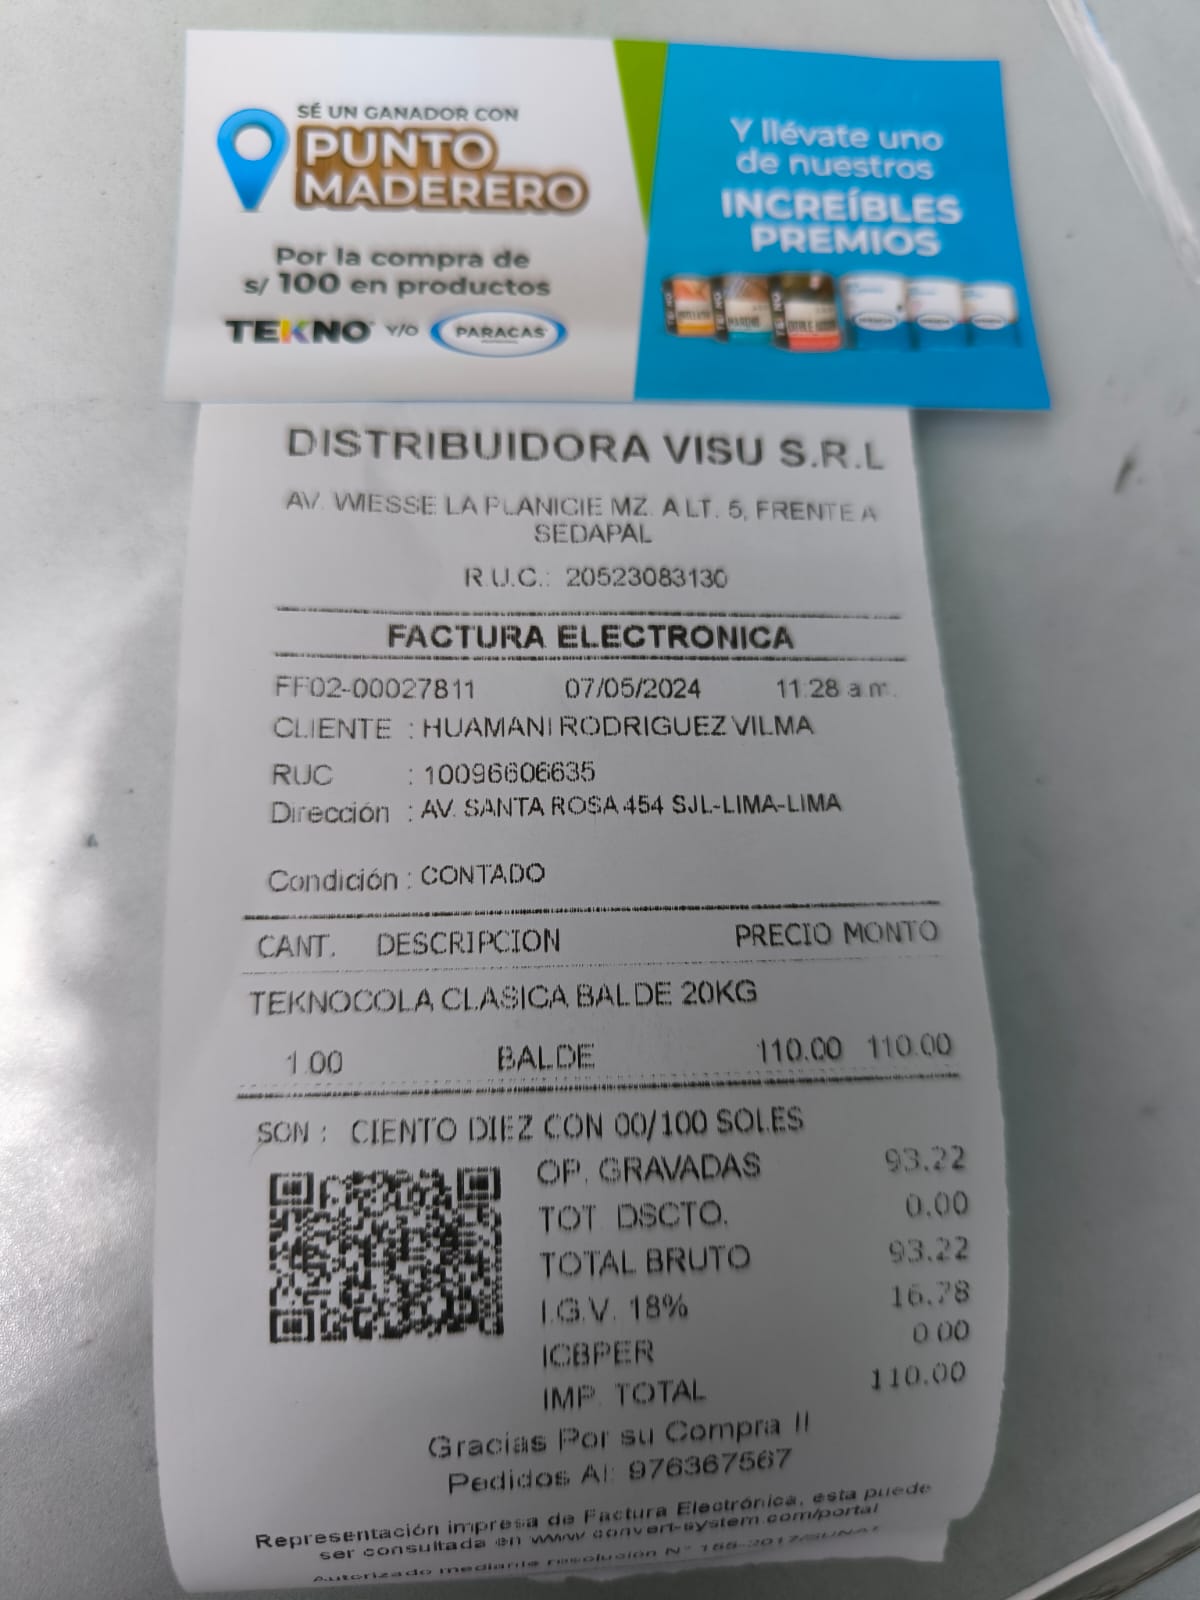 SÉ UN GANADOR CON
PUNTO
MADERERO
Por la compra de
s/ 100 en productos
TEKNO Y/O PARACAS
Y llévate uno
de nuestros
INCREÍBLES
PREMIOS
DISTRIBUIDORA VISU S.R.L
AV. WIESSE LA PLANICIE MZ. A LT. 5, FRENTE A
SEDAPAL
R.U.C.: 20523083130
FACTURA ELECTRONICA
FF02-00027811 07/05/2024 11:28 a.m.
CLIENTE : HUAMANI RODRIGUEZ VILMA
RUC : 10096606635
Dirección : AV. SANTA ROSA 454 SJL-LIMA-LIMA
Condición : CONTADO
CANT. DESCRIPCION PRECIO MONTO
TEKNOCOLA CLASICA BALDE 20KG
1.00 BALDE 110.00 110.00
SON : CIENTO DIEZ CON 00/100 SOLES
OP. GRAVADAS 93.22
TOT. DSCTO. 0.00
TOTAL BRUTO 93.22
I.G.V. 18% 16.78
ICBPER 0.00
IMP. TOTAL 110.00
Gracias Por su Compra !!
Pedidos Al: 976367567
Representación impresa de Factura Electrónica, esta puede
ser consultada en www.convert-system.com/portal
Autorizado mediante resolución N° 155-2017/SUNAT